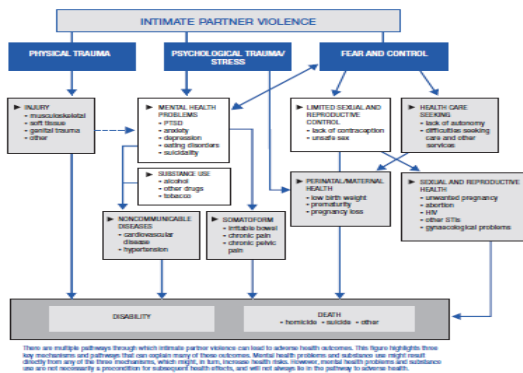 INTIMATE PARTNER VIOLENCE
PHYSICAL TRAUMA
PSYCHOLOGICAL TRAUMA/
STRESS
FEAR AND CONTROL
INJURY
- musculoskeletal
- soft tissue
- genital trauma
- other
MENTAL HEALTH
PROBLEMS
- PTSD
- anxiety
- depression
- eating disorders
- suicidality
LIMITED SEXUAL AND
REPRODUCTIVE
CONTROL
- lack of contraception
- unsafe sex
HEALTH CARE
SEEKING
- lack of autonomy
- difficulties seeking
care and other
services
SUBSTANCE USE
- alcohol
- other drugs
- tobacco
PERINATAL/MATERNAL
HEALTH
- low birth weight
- prematurity
- pregnancy loss
SEXUAL AND REPRODUCTIVE
HEALTH
- unwanted pregnancy
- abortion
- HIV
- other STIs
- gynaecological problems
NONCOMMUNICABLE
DISEASES
- cardiovascular
disease
- hypertension
SOMATOFORM
- irritable bowel
- chronic pain
- chronic pelvic
pain
DISABILITY
DEATH
- homicide - suicide - other
There are multiple pathways through which intimate partner violence can lead to adverse health outcomes. This figure highlights three
key mechanisms and pathways that can explain many of these outcomes. Mental health problems and substance use might result
directly from any of the three mechanisms, which might, in turn, increase health risks. However, mental health problems and substance
use are not necessarily a precondition for subsequent health effects, and will not always lie in the pathway to adverse health.